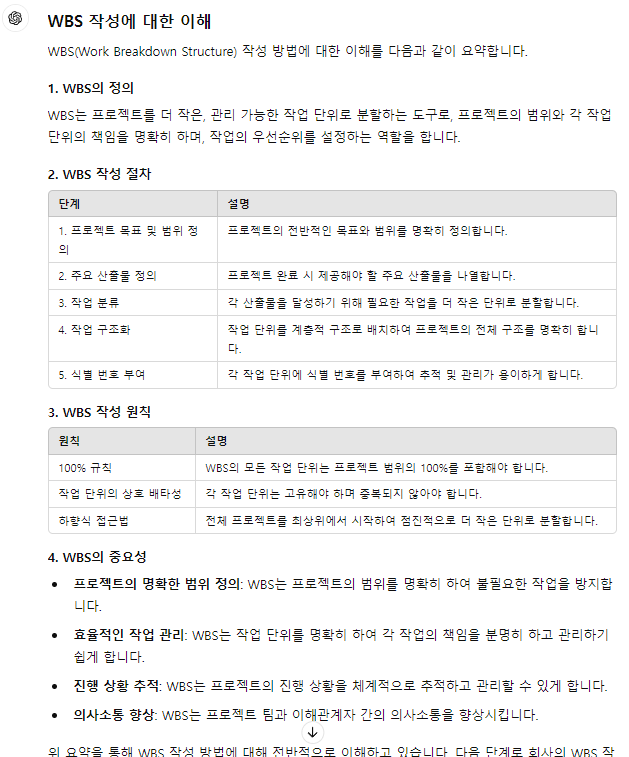 WBS 작성에 대한 이해
WBS(Work Breakdown Structure) 작성 방법에 대한 이해를 다음과 같이 요약합니다.
1. WBS의 정의
WBS는 프로젝트를 더 작은, 관리 가능한 작업 단위로 분할하는 도구로, 프로젝트의 범위와 각 작업
단위의 책임을 명확히 하며, 작업의 우선순위를 설정하는 역할을 합니다.
2. WBS 작성 절차
단계 설명
1. 프로젝트 목표 및 범위 정 프로젝트의 전반적인 목표와 범위를 명확히 정의합니다.
의
2. 주요 산출물 정의 프로젝트 완료 시 제공해야 할 주요 산출물을 나열합니다.
3. 작업 분류 각 산출물을 달성하기 위해 필요한 작업을 더 작은 단위로 분할합니다.
4. 작업 구조화 작업 단위를 계층적 구조로 배치하여 프로젝트의 전체 구조를 명확히 합니
다.
5. 식별 번호 부여 각 작업 단위에 식별 번호를 부여하여 추적 및 관리가 용이하게 합니다.
3. WBS 작성 원칙
원칙 설명
100% 규칙 WBS의 모든 작업 단위는 프로젝트 범위의 100%를 포함해야 합니다.
작업 단위의 상호 배타성 각 작업 단위는 고유해야 하며 중복되지 않아야 합니다.
하향식 접근법 전체 프로젝트를 최상위에서 시작하여 점진적으로 더 작은 단위로 분할합니다.
4. WBS의 중요성
• 프로젝트의 명확한 범위 정의: WBS는 프로젝트의 범위를 명확히 하여 불필요한 작업을 방지합
니다.
• 효율적인 작업 관리: WBS는 작업 단위를 명확히 하여 각 작업의 책임을 분명히 하고 관리하기
쉽게 합니다.
• 진행 상황 추적: WBS는 프로젝트의 진행 상황을 체계적으로 추적하고 관리할 수 있게 합니다.
• 의사소통 향상: WBS는 프로젝트 팀과 이해관계자 간의 의사소통을 향상시킵니다.
위 요약을 통해 WBS 작성 방법에 대해 전반적으로 이해하고 있습니다. 다음 단계로 회사의 WBS 작